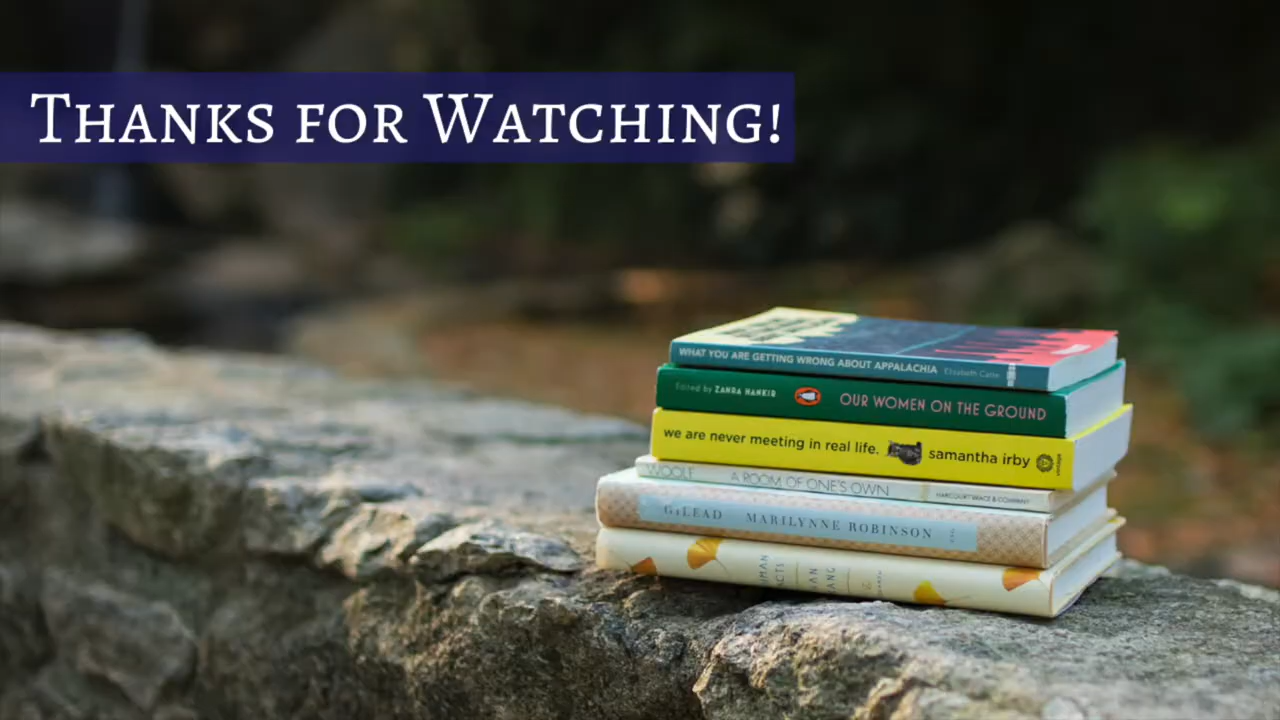 THANKS FOR WATCHING!
WHAT YOU ARE GETTING WRONG ABOUT APPALACHIA Elizabeth Catte
Edited by ZAHRA HANKIR OUR WOMEN ON THE GROUND
we are never meeting in real life. samantha irby
WOOLF A ROOM OF ONE'S OWN HARCOURT BRACE & COMPANY
GILEAD MARILYNNE ROBINSON